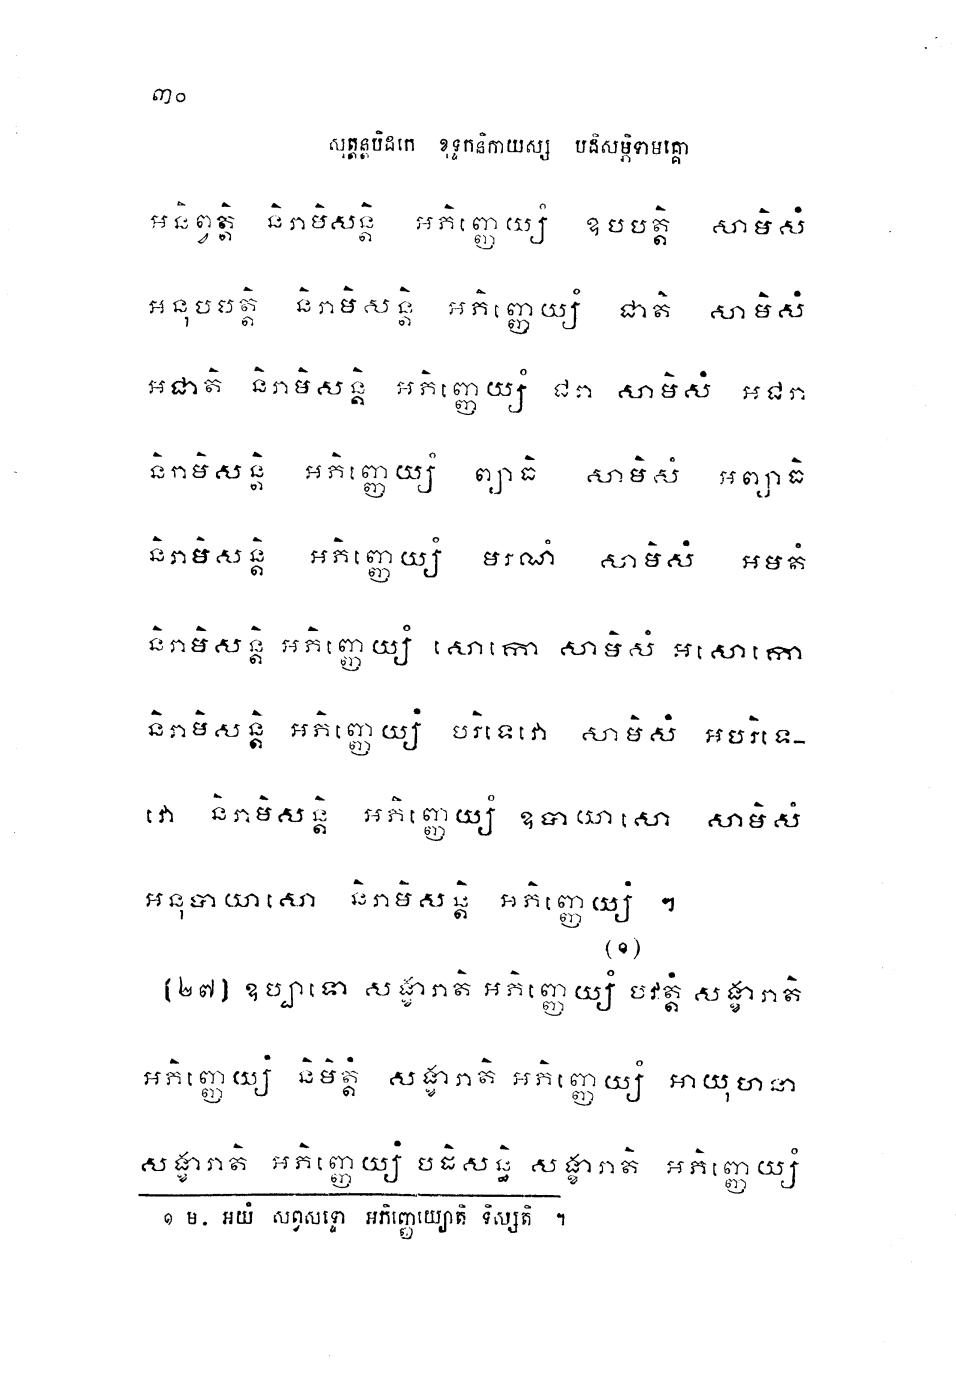 ៣០
សុត្តន្តបិដកេ ខុទ្ទកនិកាយស្ស បដិសម្ភិទាមគ្គោ
អនិព្វត្តិ និរាមិសន្តិ អភិញ្ញេយ្យំ ឧបបត្តិ សាមិសំ
អនុបបត្តិ និរាមិសន្តិ អភិញ្ញេយ្យំ ជាតិ សាមិសំ
អជាតិ និរាមិសន្តិ អភិញ្ញេយ្យំ ជរា សាមិសំ អជរា
និរាមិសន្តិ អភិញ្ញេយ្យំ ព្យាធិ សាមិសំ អព្យាធិ
និរាមិសន្តិ អភិញ្ញេយ្យំ មរណំ សាមិសំ អមតំ
និរាមិសន្តិ អភិញ្ញេយ្យំ សោកោ សាមិសំ អសោកោ
និរាមិសន្តិ អភិញ្ញេយ្យំ បរិទេវោ សាមិសំ អបរិទេ-
វោ និរាមិសន្តិ អភិញ្ញេយ្យំ ឧបាយាសោ សាមិសំ
អនុបាយាសោ និរាមិសន្តិ អភិញ្ញេយ្យំ ។
(១)
[២៧] ឧប្បាទោ សង្ខារាតិ អភិញ្ញេយ្យំ បវត្តំ សង្ខារាតិ
អភិញ្ញេយ្យំ និមិត្តំ សង្ខារាតិ អភិញ្ញេយ្យំ អាយុហនា
សង្ខារាតិ អភិញ្ញេយ្យំ បដិសន្ធិ សង្ខារាតិ អភិញ្ញេយ្យំ
១ ម. អយំ សព្វសទ្ទោ អភិញ្ញេយ្យោតិ ទិស្សតិ ។